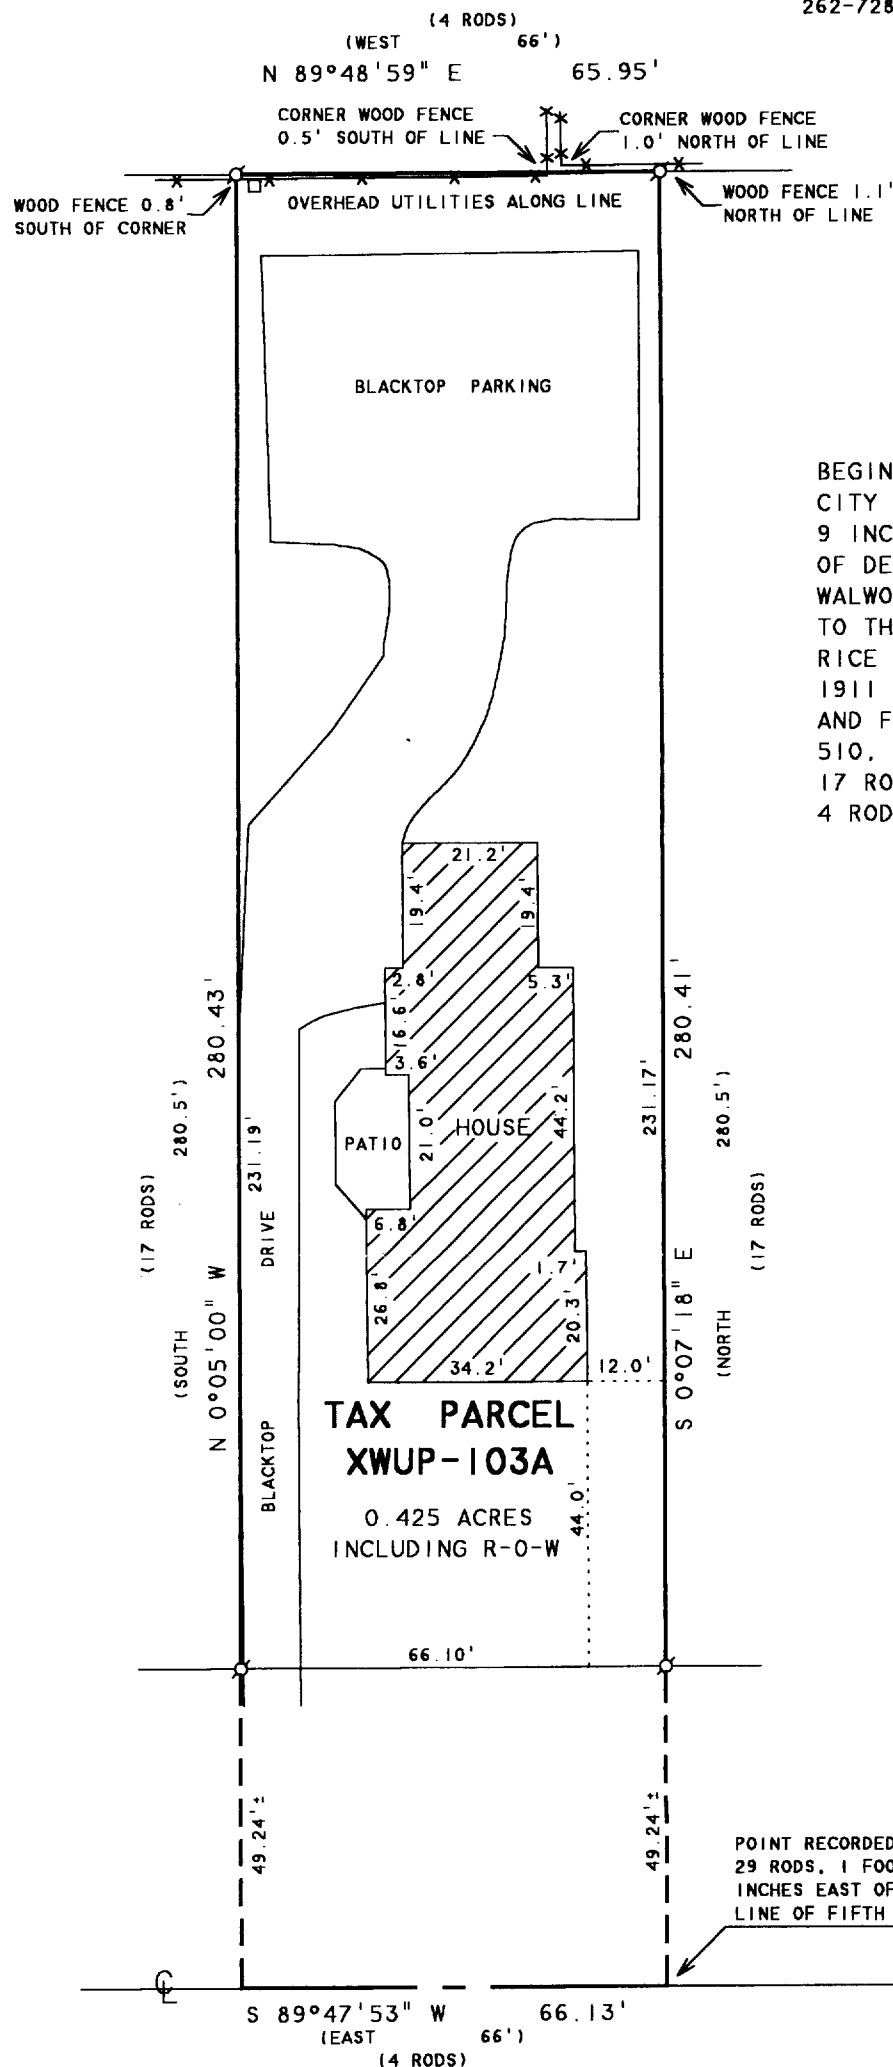 262-728
(4 RODS)
(WEST 66')
N 89°48'59" E 65.95'
CORNER WOOD FENCE
0.5' SOUTH OF LINE
CORNER WOOD FENCE
1.0' NORTH OF LINE
WOOD FENCE 0.8'
SOUTH OF CORNER
OVERHEAD UTILITIES ALONG LINE
WOOD FENCE 1.1'
NORTH OF LINE
BLACKTOP PARKING
BEGIN
CITY
9 INC
OF DE
WALWO
TO TH
RICE
1911
AND F
510,
17 RO
4 ROD
21.2'
19.4'
19.4'
2.8'
5.3'
16.6'
3.6'
280.43'
280.41'
280.5')
280.5')
231.19'
231.17'
PATIO
21.0'
HOUSE
44.2'
(17 RODS)
(17 RODS)
6.8'
DRIVE
1.7'
26.8'
20.3'
(SOUTH
N 0°05'00" W
S 0°07'18" E
(NORTH
34.2'
12.0'
TAX PARCEL
XWUP-103A
BLACKTOP
0.425 ACRES
INCLUDING R-O-W
44.0'
66.10'
49.24'±
49.24'±
POINT RECORDED
29 RODS, 1 FOO
INCHES EAST OF
LINE OF FIFTH
CL
S 89°47'53" W 66.13'
(EAST 66')
(4 RODS)